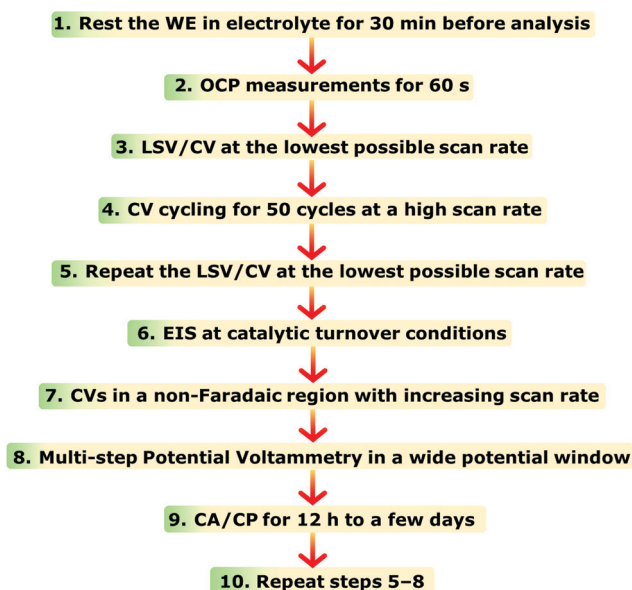 1. Rest the WE in electrolyte for 30 min before analysis
2. OCP measurements for 60 s
3. LSV/CV at the lowest possible scan rate
4. CV cycling for 50 cycles at a high scan rate
5. Repeat the LSV/CV at the lowest possible scan rate
6. EIS at catalytic turnover conditions
7. CVs in a non-Faradaic region with increasing scan rate
8. Multi-step Potential Voltammetry in a wide potential window
9. CA/CP for 12 h to a few days
10. Repeat steps 5–8